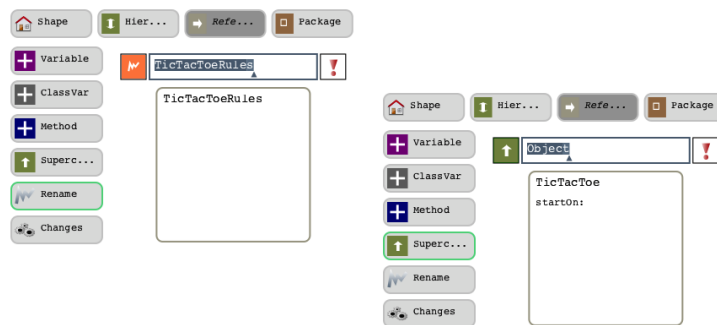 Shape Hier... Refe... Package
Variable
TicTacToeRules
ClassVar
TicTacToeRules
Method
Superc...
Rename
Changes
Shape Hier... Refe... Package
Variable
Object
ClassVar
TicTacToe
startOn:
Method
Superc...
Rename
Changes